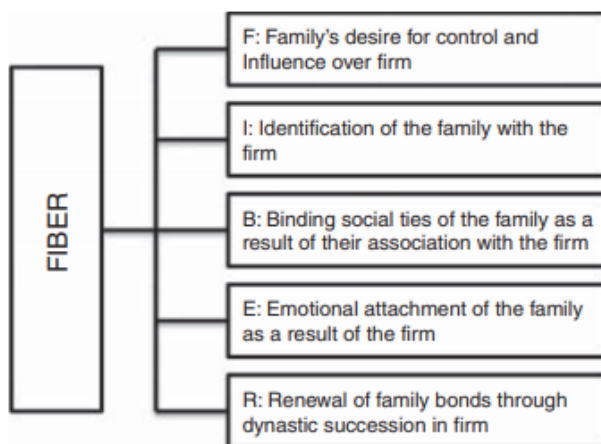 FIBER
F: Family's desire for control and
Influence over firm
I: Identification of the family with the
firm
B: Binding social ties of the family as a
result of their association with the firm
E: Emotional attachment of the family
as a result of the firm
R: Renewal of family bonds through
dynastic succession in firm